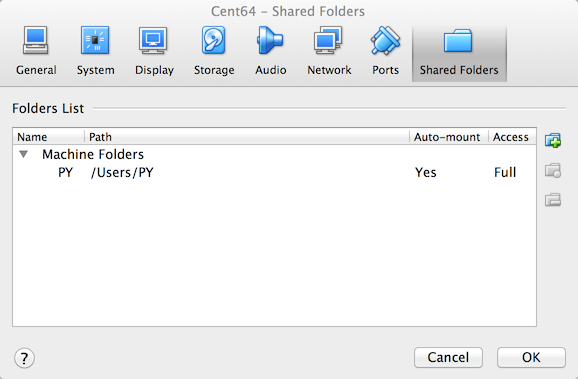 Cent64 – Shared Folders
General System Display Storage Audio Network Ports Shared Folders
Folders List
Name Path Auto-mount Access
Machine Folders
PY /Users/PY Yes Full
? Cancel OK